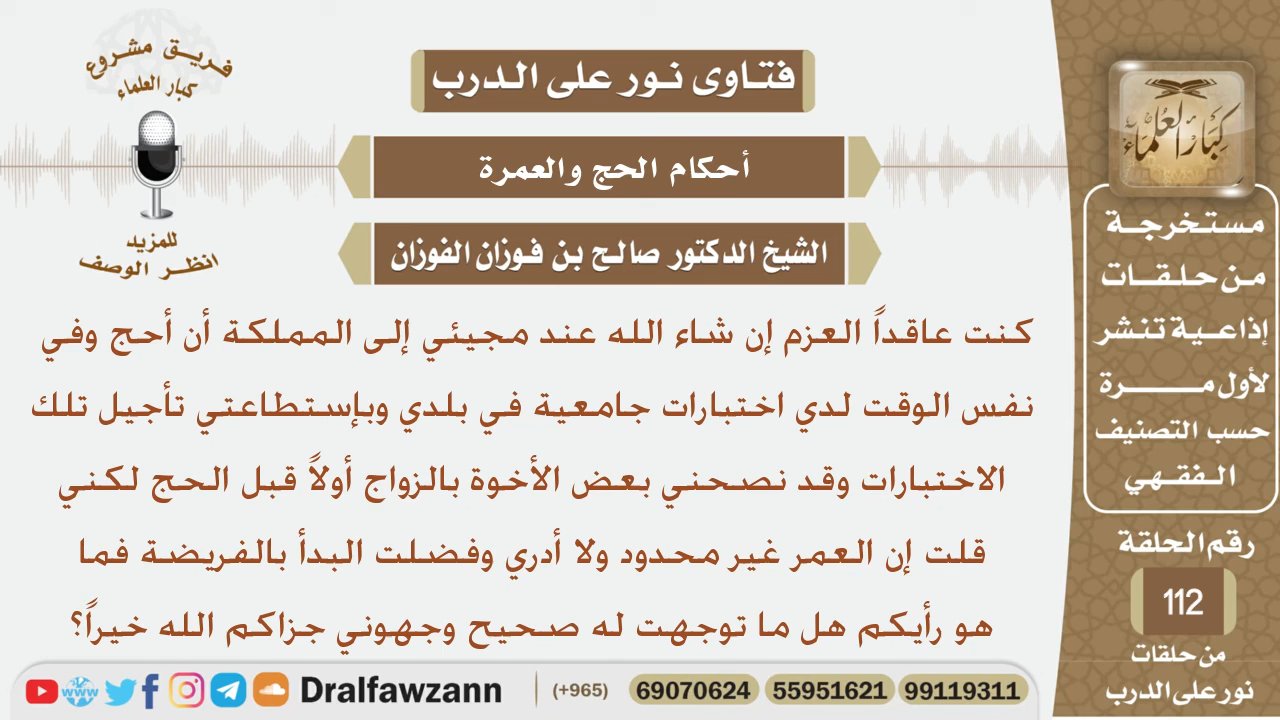 فريق مشروع
كبار العلماء
للمزيد
انظر الوصف
فتاوى نور على الدرب
أحكام الحج والعمرة
الشيخ الدكتور صالح بن فوزان الفوزان
كنت عاقداً العزم إن شاء الله عند مجيئي إلى المملكة أن أحج وفي
نفس الوقت لدي اختبارات جامعية في بلدي وبإستطاعتي تأجيل تلك
الاختبارات وقد نصحني بعض الأخوة بالزواج أولاً قبل الحج لكني
قلت إن العمر غير محدود ولا أدري وفضلت البدأ بالفريضة فما
هو رأيكم هل ما توجهت له صحيح وجهوني جزاكم الله خيراً؟
كبار العلماء
مستخرجة
من حلقات
إذاعية تنشر
لأول مرة
حسب التصنيف
الفقهي
رقم الحلقة
112
من حلقات
نور على الدرب
www
Dralfawzann
(+965) 69070624 55951621 99119311